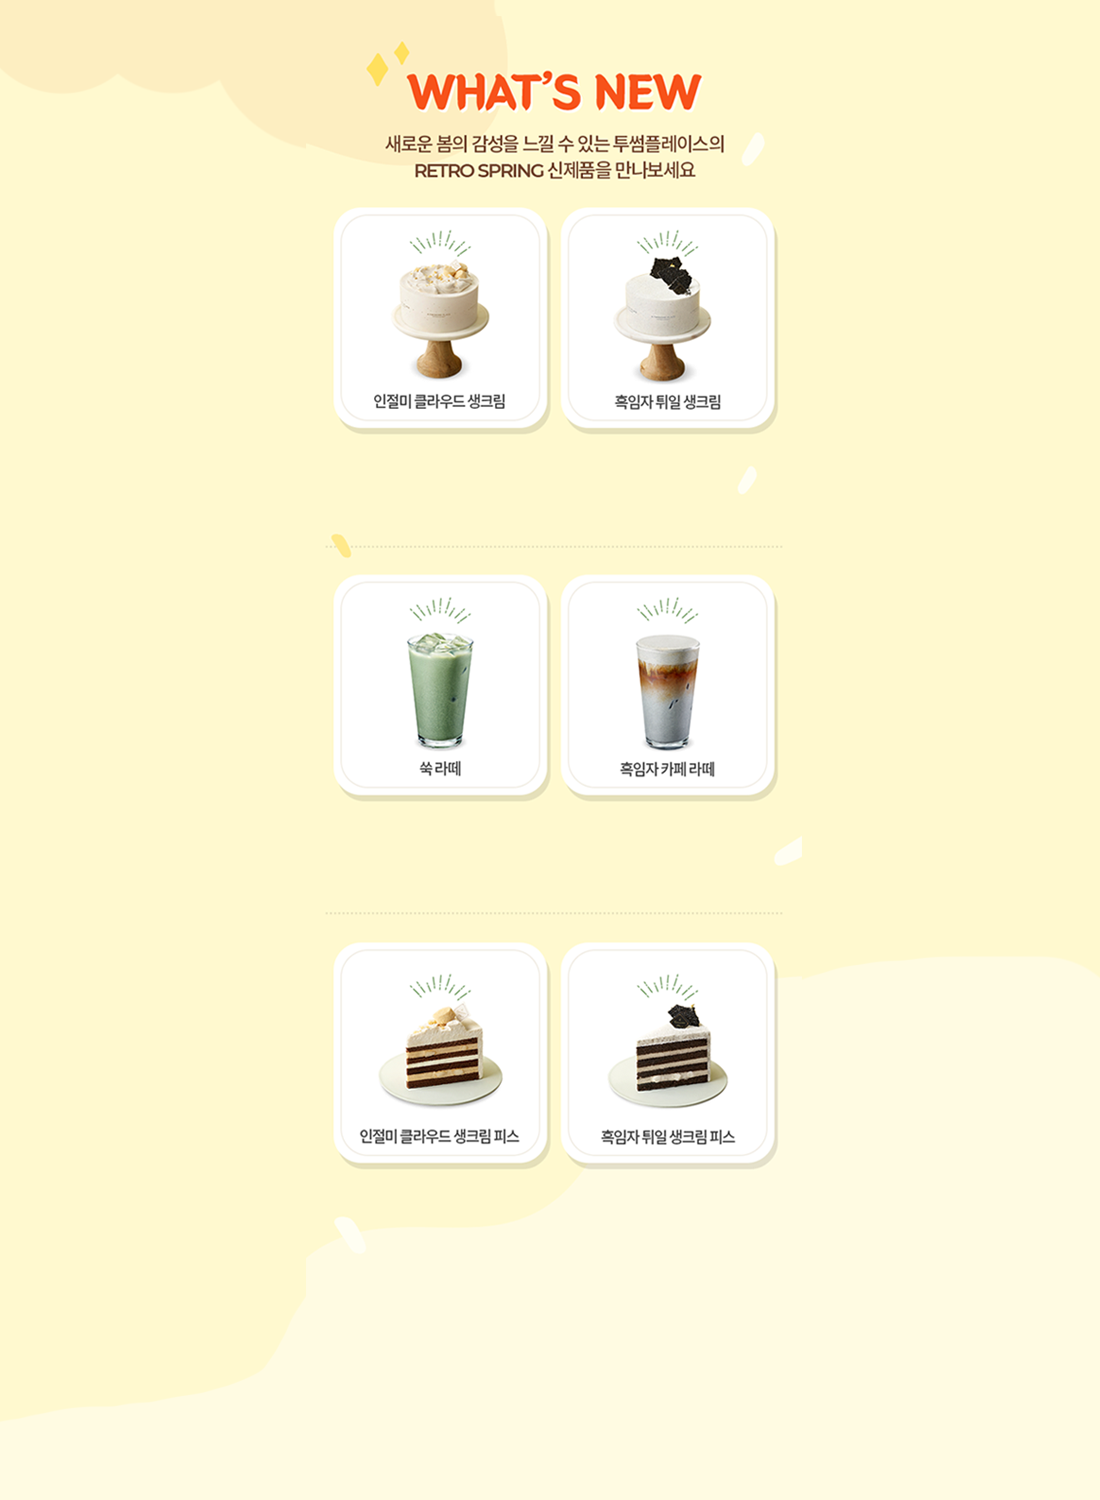 WHAT'S NEW
새로운 봄의 감성을 느낄 수 있는 투썸플레이스의
RETRO SPRING 신제품을 만나보세요
인절미 클라우드 생크림
흑임자 튀일 생크림
쑥 라떼
흑임자 카페 라떼
인절미 클라우드 생크림 피스
흑임자 튀일 생크림 피스